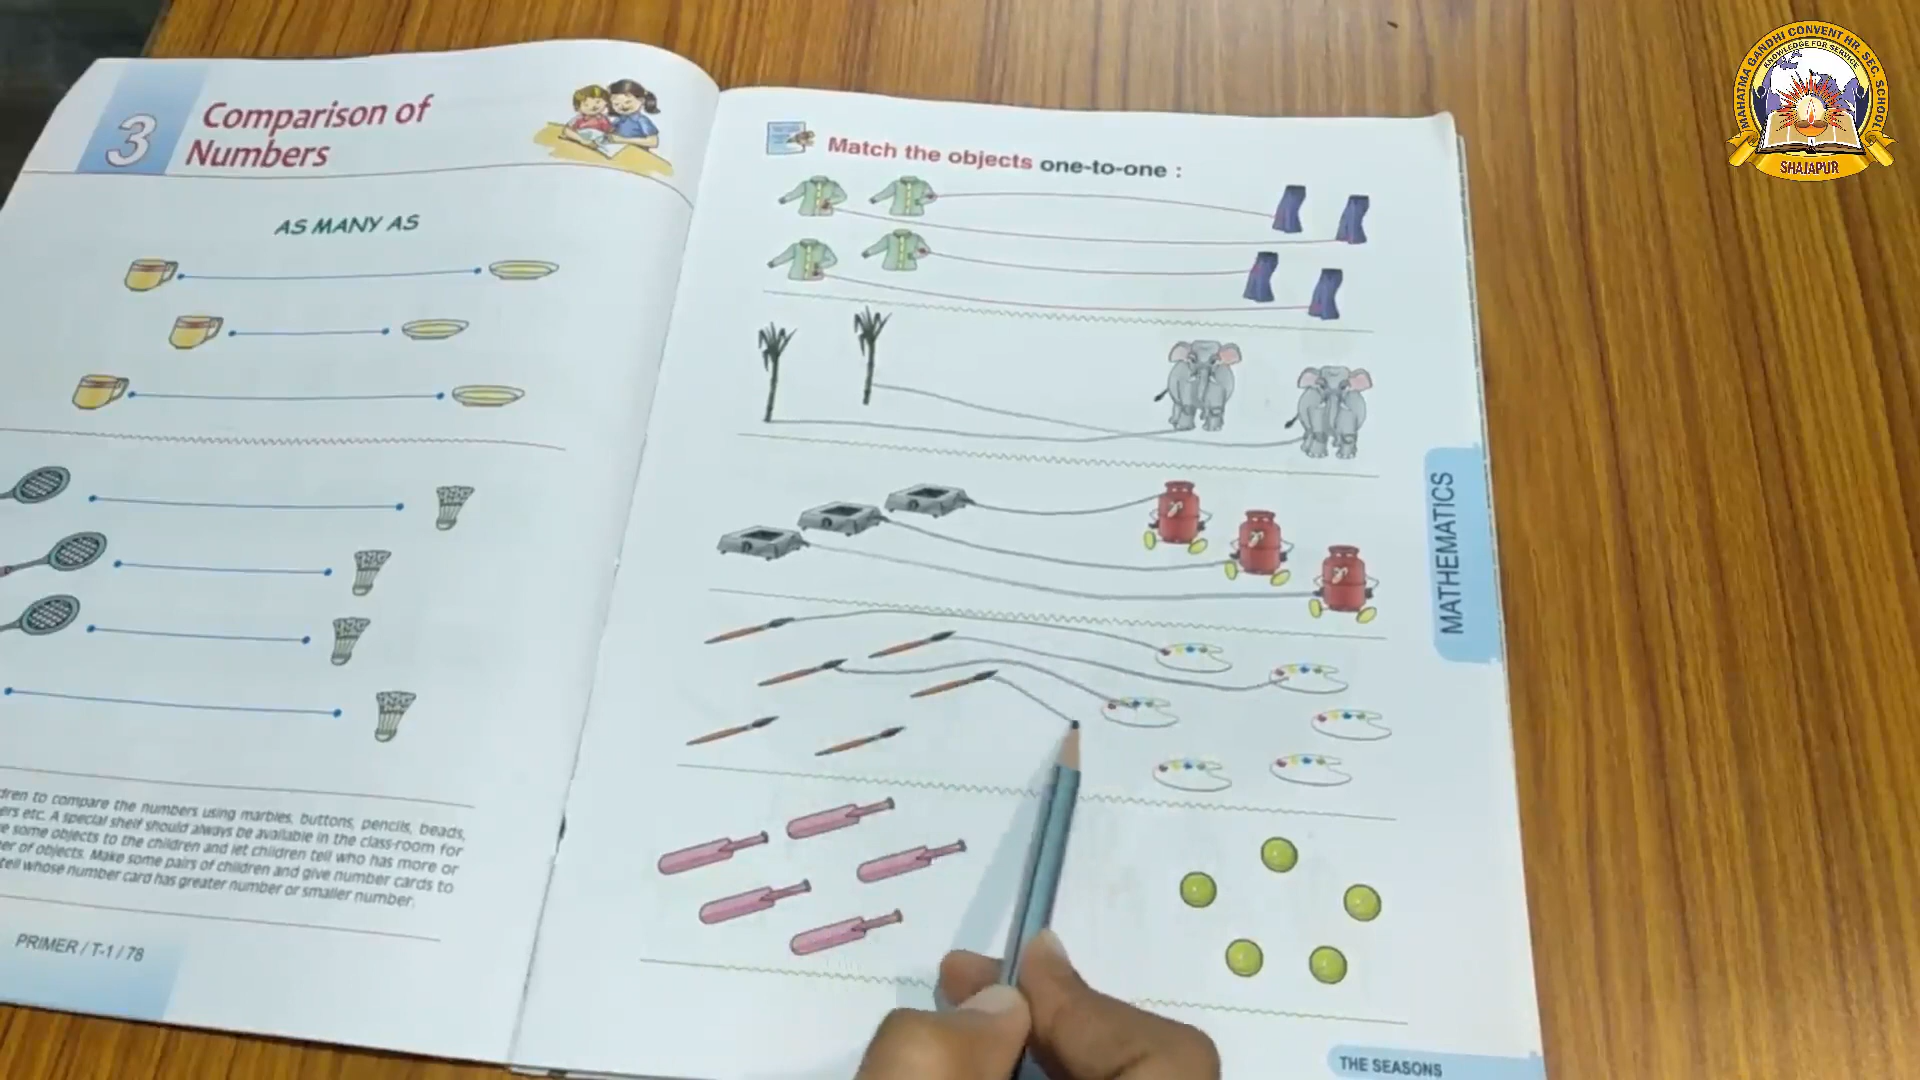 3
Comparison of
Numbers
AS MANY AS
dren to compare the numbers using marbles, buttons, pencils, beads,
ers etc. A special shelf should always be available in the class-room for
e some objects to the children and let children tell who has more or
er of objects. Make some pairs of children and give number cards to
tell whose number card has greater number or smaller number.
PRIMER / T-1 / 78
Match the objects one-to-one :
MATHEMATICS
THE SEASONS
MAHATMA GANDHI CONVENT HR. SEC. SCHOOL
KNOWLEDGE FOR SERVICE
SHAJAPUR